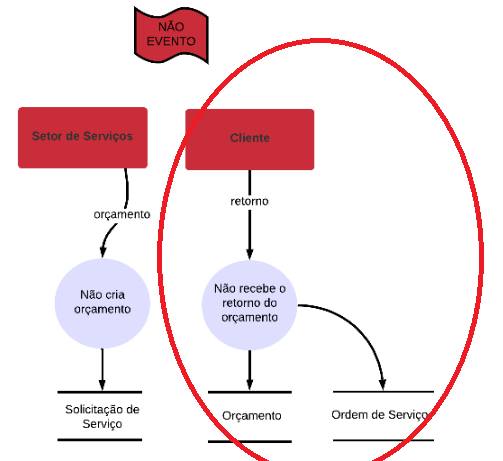 NÃO
EVENTO
Setor de Serviços
Cliente
orçamento
retorno
Não cria
orçamento
Não recebe o
retorno do
orçamento
Solicitação de
Serviço
Orçamento
Ordem de Serviço